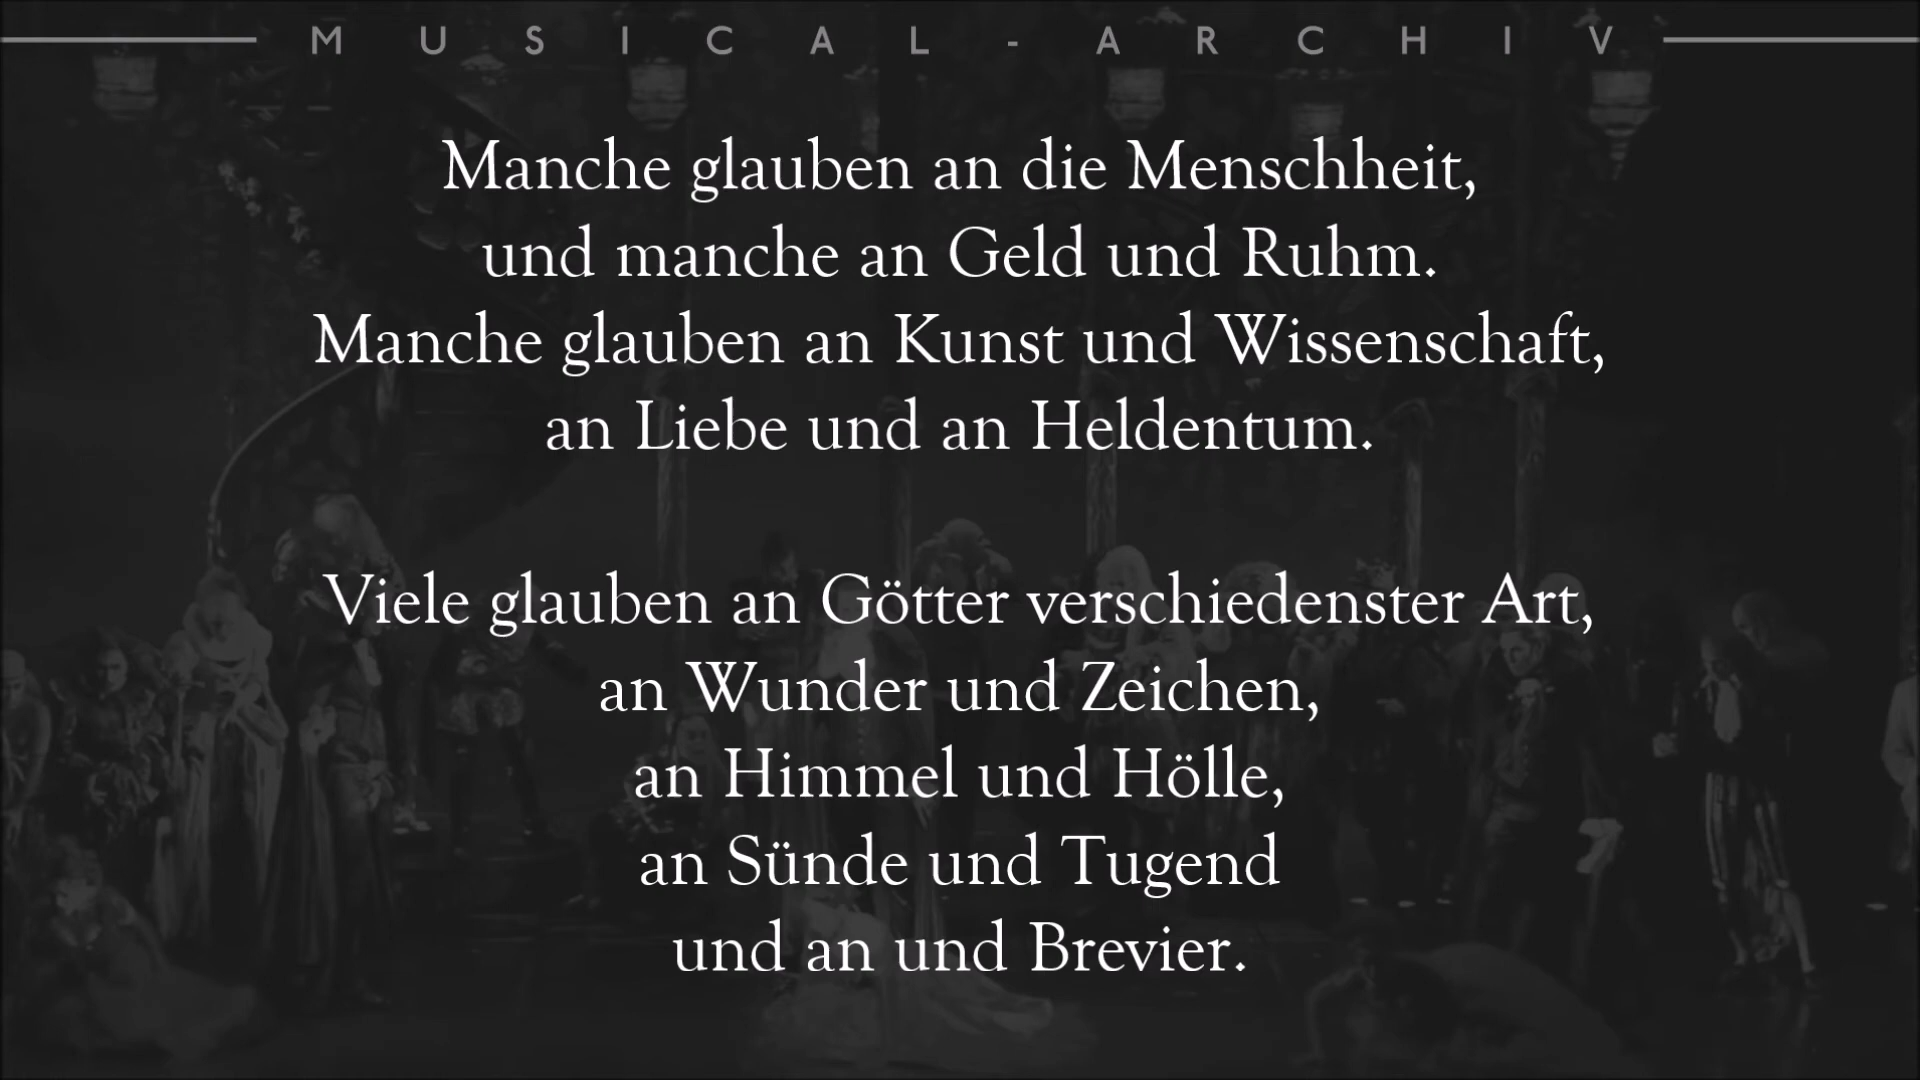 MUSICAL-ARCHIV
Manche glauben an die Menschheit,
und manche an Geld und Ruhm.
Manche glauben an Kunst und Wissenschaft,
an Liebe und an Heldentum.
Viele glauben an Götter verschiedenster Art,
an Wunder und Zeichen,
an Himmel und Hölle,
an Sünde und Tugend
und an und Brevier.